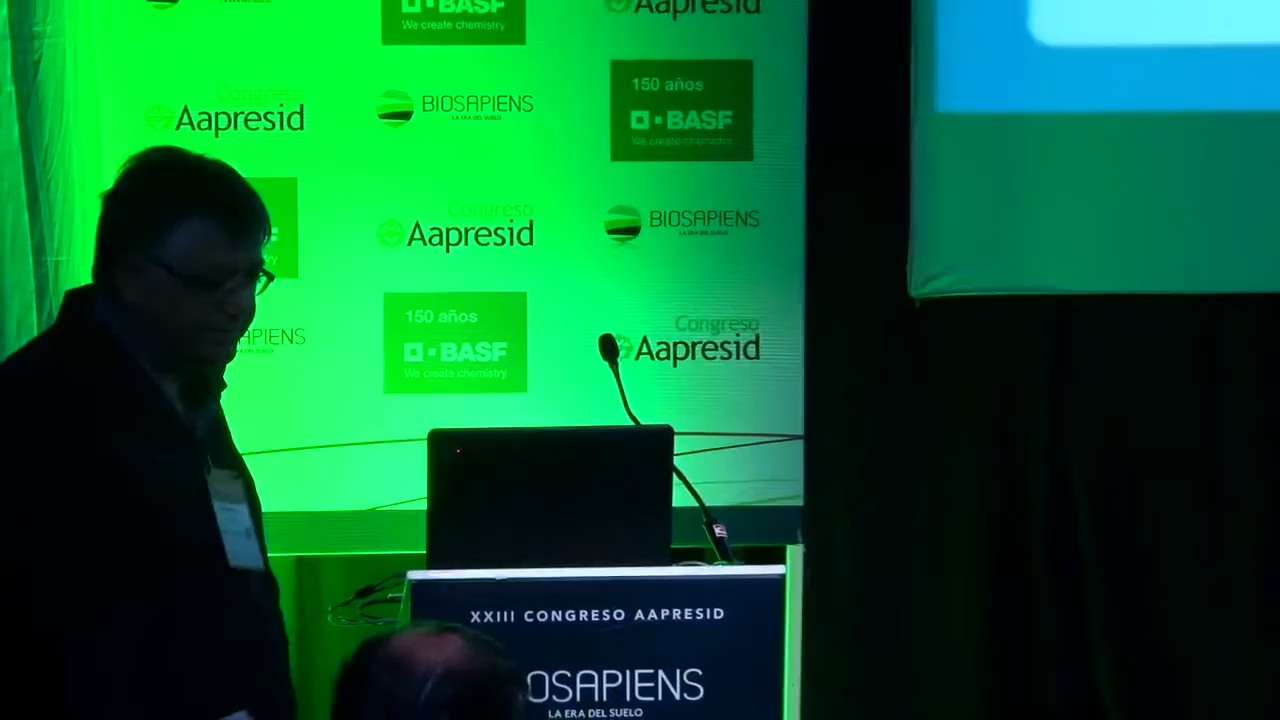 BASF
We create chemistry
Aapresid
Congreso
Aapresid
BIOSAPIENS
LA ERA DEL SUELO
150 años
BASF
We create chemistry
Congreso
Aapresid
BIOSAPIENS
LA ERA DEL SUELO
150 años
BASF
We create chemistry
Congreso
Aapresid
XXIII CONGRESO AAPRESID
OSAPIENS
LA ERA DEL SUELO